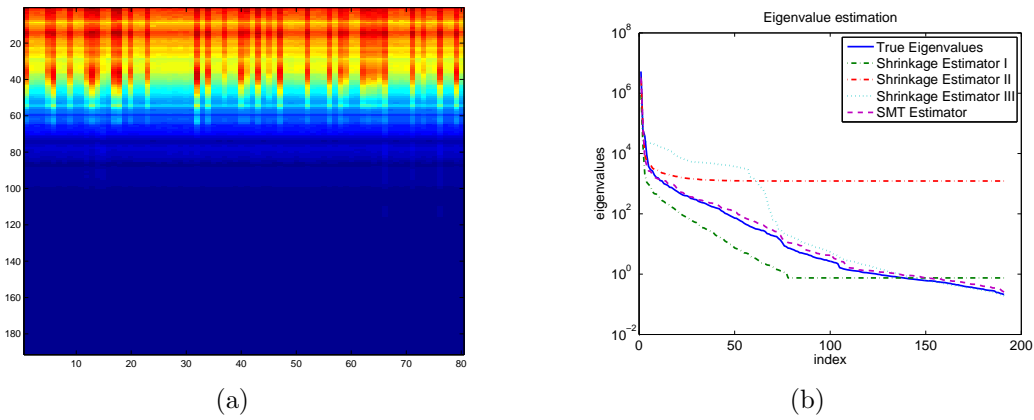 20
40
60
80
100
120
140
160
180
10 20 30 40 50 60 70 80
(a)
Eigenvalue estimation
10^8
10^6
10^4
10^2
10^0
10^−2
eigenvalues
0 50 100 150 200
index
True Eigenvalues
Shrinkage Estimator I
Shrinkage Estimator II
Shrinkage Estimator III
SMT Estimator
(b)